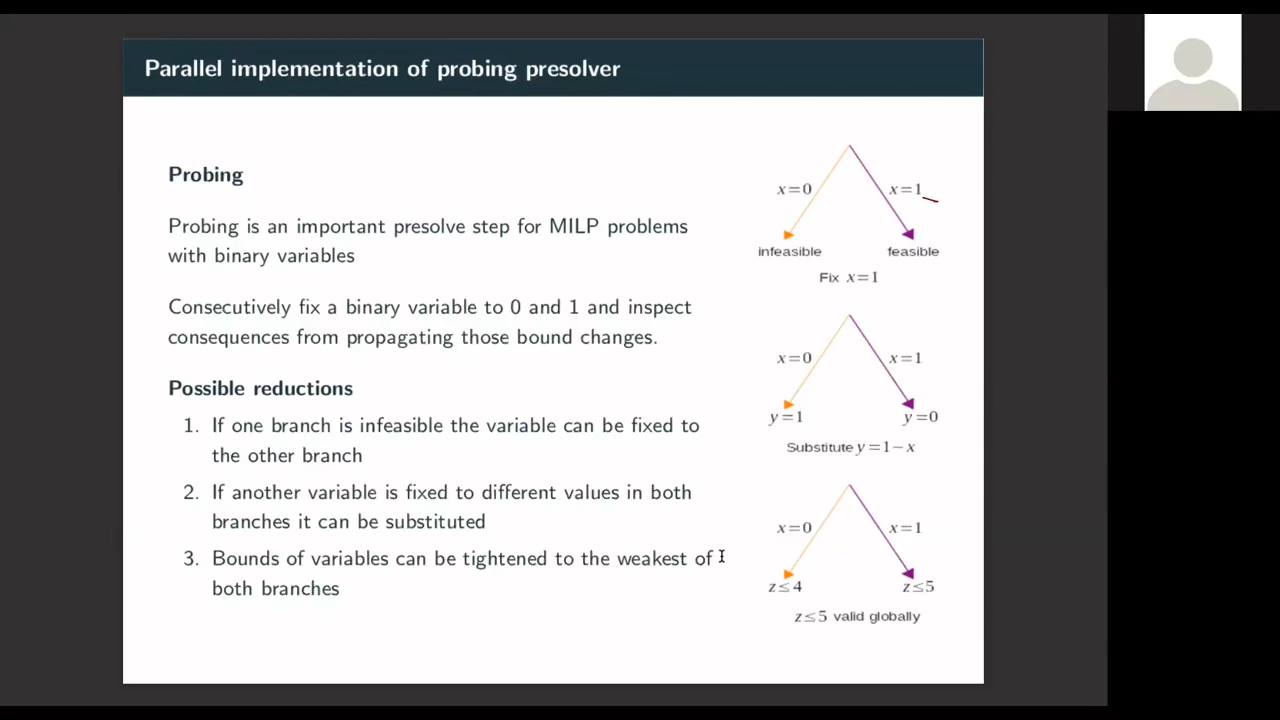 Parallel implementation of probing presolver
Probing
Probing is an important presolve step for MILP problems
with binary variables
Consecutively fix a binary variable to 0 and 1 and inspect
consequences from propagating those bound changes.
Possible reductions
1. If one branch is infeasible the variable can be fixed to
the other branch
2. If another variable is fixed to different values in both
branches it can be substituted
3. Bounds of variables can be tightened to the weakest of
both branches
x=0 x=1
infeasible feasible
Fix x=1
x=0 x=1
y=1 y=0
Substitute y=1−x
x=0 x=1
z≤4 z≤5
z≤5 valid globally